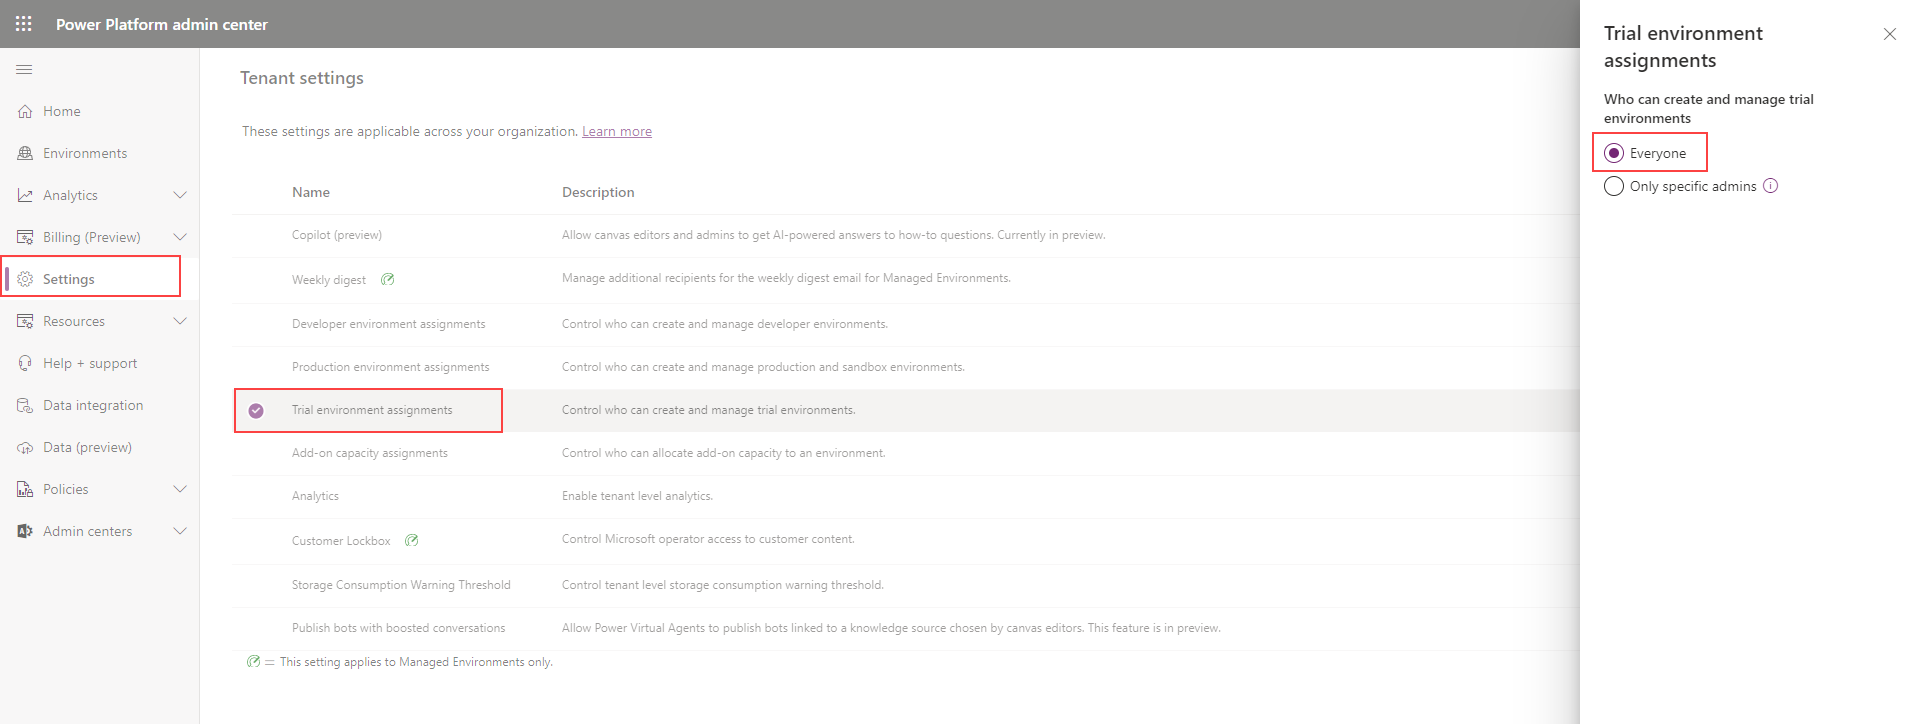 Power Platform admin center
Home
Environments
Analytics
Billing (Preview)
Settings
Resources
Help + support
Data integration
Data (preview)
Policies
Admin centers
Tenant settings
These settings are applicable across your organization. Learn more
Name Description
Copilot (preview) Allow canvas editors and admins to get AI-powered answers to how-to questions. Currently in preview.
Weekly digest Manage additional recipients for the weekly digest email for Managed Environments.
Developer environment assignments Control who can create and manage developer environments.
Production environment assignments Control who can create and manage production and sandbox environments.
Trial environment assignments Control who can create and manage trial environments.
Add-on capacity assignments Control who can allocate add-on capacity to an environment.
Analytics Enable tenant level analytics.
Customer Lockbox Control Microsoft operator access to customer content.
Storage Consumption Warning Threshold Control tenant level storage consumption warning threshold.
Publish bots with boosted conversations Allow Power Virtual Agents to publish bots linked to a knowledge source chosen by canvas editors. This feature is in preview.
= This setting applies to Managed Environments only.
Trial environment
assignments
Who can create and manage trial
environments
Everyone
Only specific admins